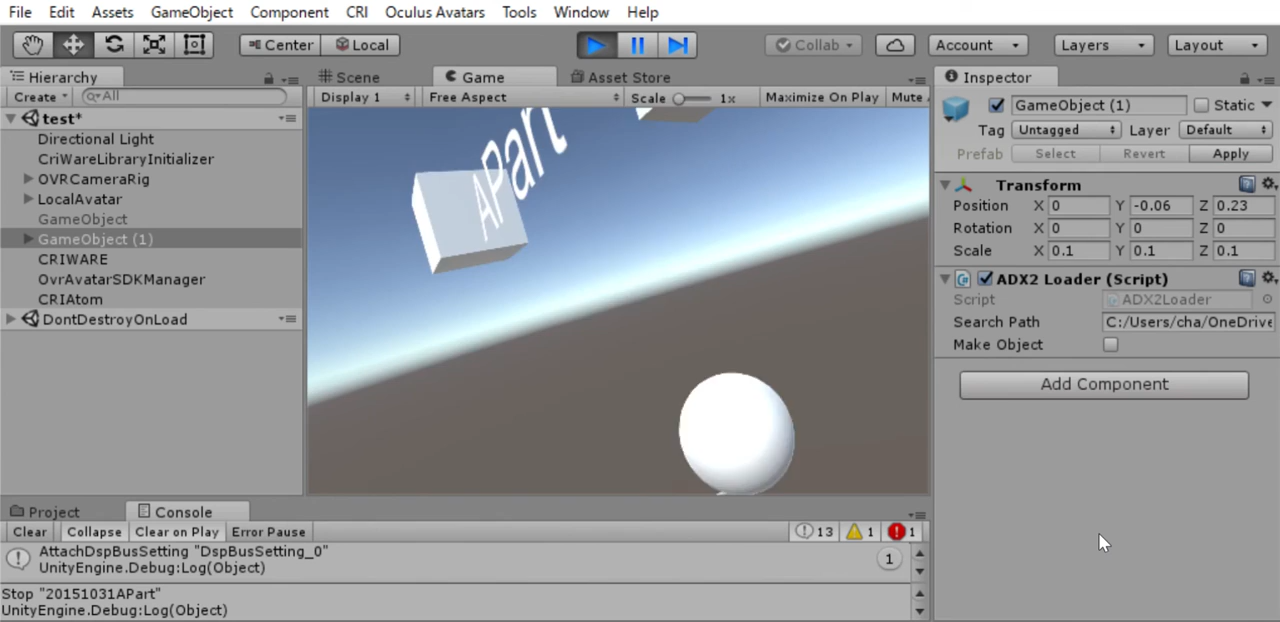 File Edit Assets GameObject Component CRI Oculus Avatars Tools Window Help
Center Local Collab Account Layers Layout
Hierarchy
Create All
test*
Directional Light
CriWareLibraryInitializer
OVRCameraRig
LocalAvatar
GameObject
GameObject (1)
CRIWARE
OvrAvatarSDKManager
CRIAtom
DontDestroyOnLoad
Scene Game Asset Store
Display 1 Free Aspect Scale 1x Maximize On Play Mute
APart
Inspector
GameObject (1) Static
Tag Untagged Layer Default
Prefab Select Revert Apply
Transform
Position X 0 Y -0.06 Z 0.23
Rotation X 0 Y 0 Z 0
Scale X 0.1 Y 0.1 Z 0.1
ADX2 Loader (Script)
Script ADX2Loader
Search Path C:/Users/cha/OneDrive
Make Object
Add Component
Project Console
Clear Collapse Clear on Play Error Pause 13 1 1
AttachDspBusSetting "DspBusSetting_0"
UnityEngine.Debug:Log(Object) 1
Stop "20151031APart"
UnityEngine.Debug:Log(Object)